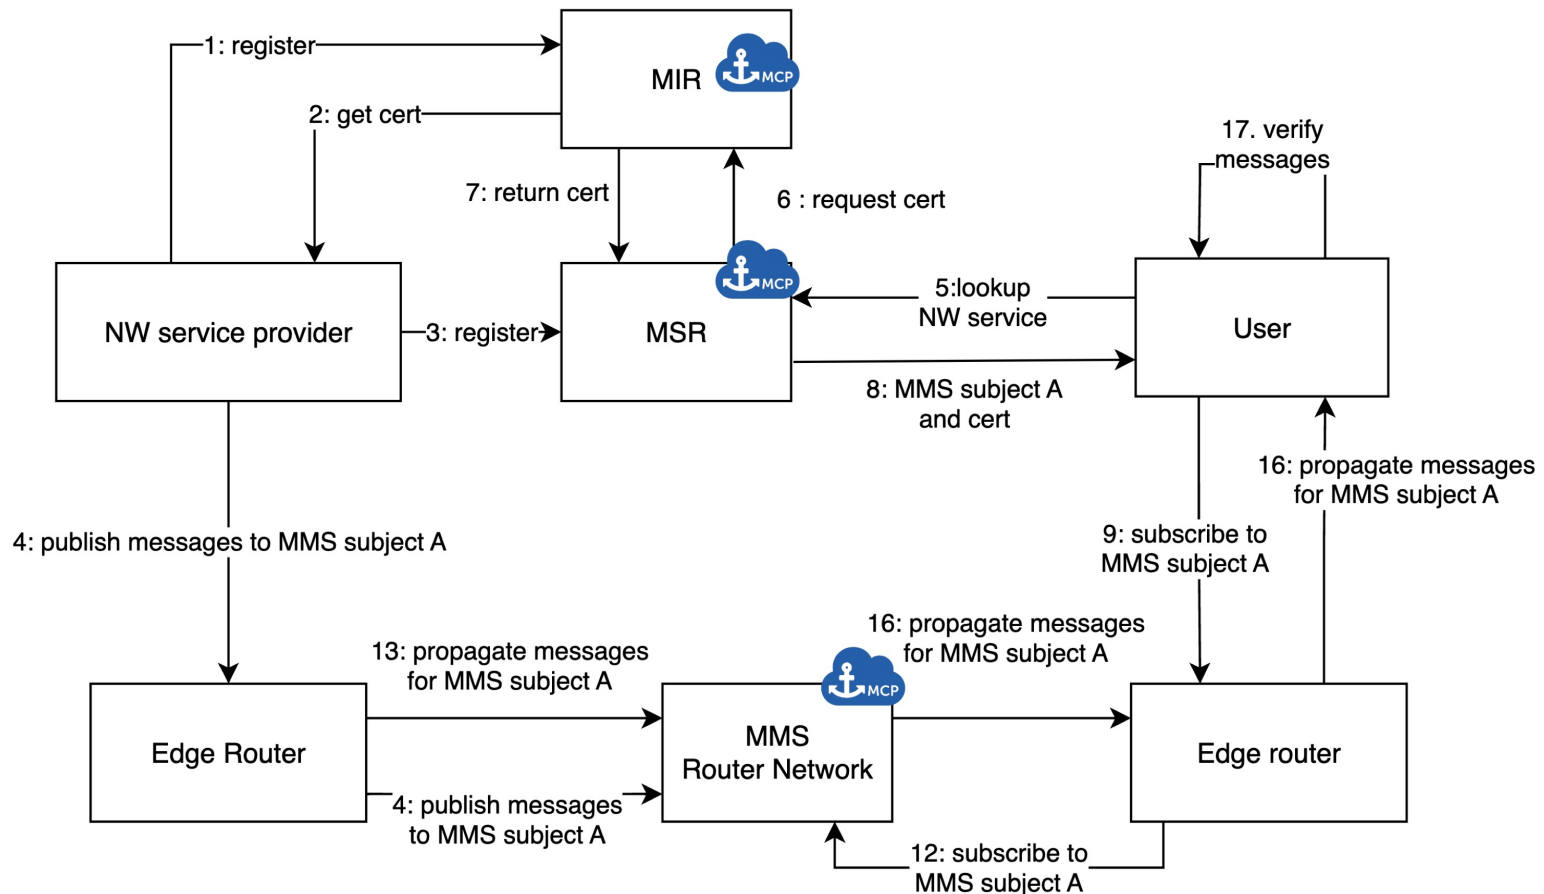 1: register
MIR
MCP
2: get cert
17. verify
messages
7: return cert
6 : request cert
MCP
NW service provider
3: register
MSR
5:lookup
NW service
User
8: MMS subject A
and cert
16: propagate messages
for MMS subject A
4: publish messages to MMS subject A
9: subscribe to
MMS subject A
13: propagate messages
for MMS subject A
16: propagate messages
for MMS subject A
MCP
Edge Router
MMS
Router Network
Edge router
4: publish messages
to MMS subject A
12: subscribe to
MMS subject A